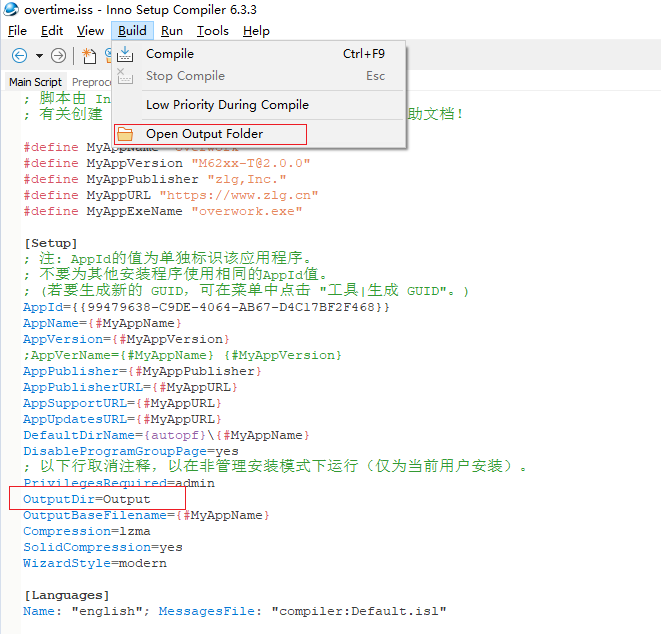 overtime.iss - Inno Setup Compiler 6.3.3
File Edit View Build Run Tools Help
Compile Ctrl+F9
Stop Compile Esc
Low Priority During Compile
Open Output Folder
Main Script Preproc
; 脚本由 In
; 有关创建 助文档!
#define MyAppName "overwork"
#define MyAppVersion "M62xx-T@2.0.0"
#define MyAppPublisher "zlg,Inc."
#define MyAppURL "https://www.zlg.cn"
#define MyAppExeName "overwork.exe"
[Setup]
; 注: AppId的值为单独标识该应用程序。
; 不要为其他安装程序使用相同的AppId值。
; (若要生成新的 GUID, 可在菜单中点击 "工具|生成 GUID"。)
AppId={{99479638-C9DE-4064-AB67-D4C17BF2F468}}
AppName={#MyAppName}
AppVersion={#MyAppVersion}
;AppVerName={#MyAppName} {#MyAppVersion}
AppPublisher={#MyAppPublisher}
AppPublisherURL={#MyAppURL}
AppSupportURL={#MyAppURL}
AppUpdatesURL={#MyAppURL}
DefaultDirName={autopf}\{#MyAppName}
DisableProgramGroupPage=yes
; 以下行取消注释, 以在非管理安装模式下运行 (仅为当前用户安装) 。
PrivilegesRequired=admin
OutputDir=Output
OutputBaseFilename={#MyAppName}
Compression=lzma
SolidCompression=yes
WizardStyle=modern
[Languages]
Name: "english"; MessagesFile: "compiler:Default.isl"